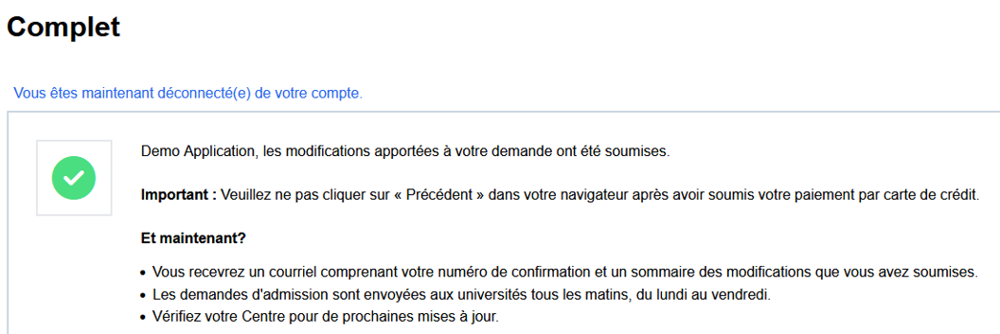 Complet
Vous êtes maintenant déconnecté(e) de votre compte.
Demo Application, les modifications apportées à votre demande ont été soumises.
Important : Veuillez ne pas cliquer sur « Précédent » dans votre navigateur après avoir soumis votre paiement par carte de crédit.
Et maintenant?
• Vous recevrez un courriel comprenant votre numéro de confirmation et un sommaire des modifications que vous avez soumises.
• Les demandes d'admission sont envoyées aux universités tous les matins, du lundi au vendredi.
• Vérifiez votre Centre pour de prochaines mises à jour.